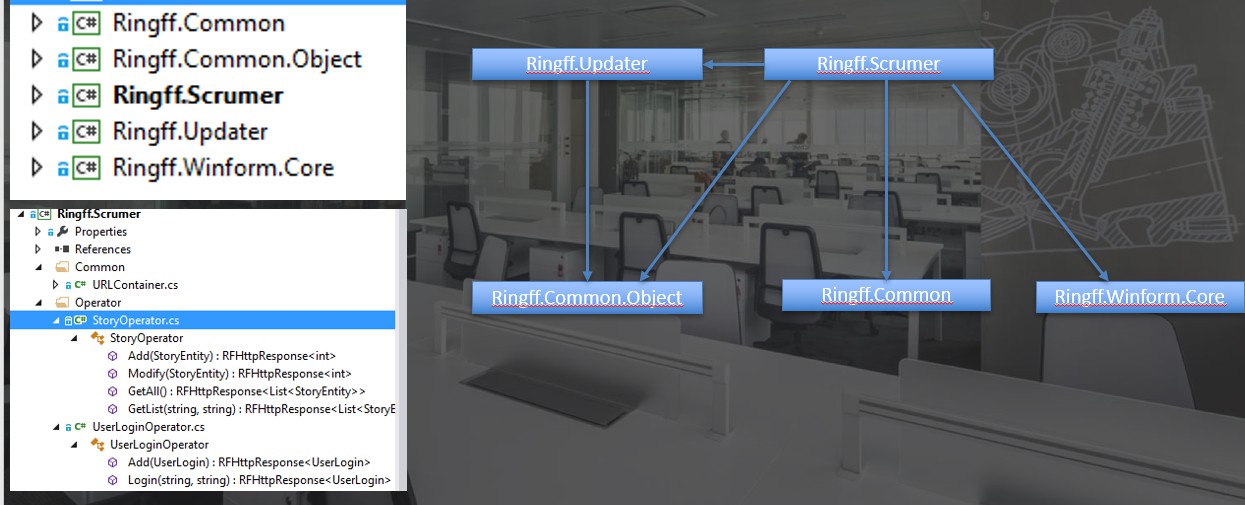 C# Ringff.Common
C# Ringff.Common.Object
C# Ringff.Scrumer
C# Ringff.Updater
C# Ringff.Winform.Core
C# Ringff.Scrumer
Properties
References
Common
C# URLContainer.cs
Operator
C# StoryOperator.cs
StoryOperator
Add(StoryEntity) : RFHttpResponse<int>
Modify(StoryEntity) : RFHttpResponse<int>
GetAll() : RFHttpResponse<List<StoryEntity>>
GetList(string, string) : RFHttpResponse<List<StoryE
C# UserLoginOperator.cs
UserLoginOperator
Add(UserLogin) : RFHttpResponse<UserLogin>
Login(string, string) : RFHttpResponse<UserLogin>
Ringff.Updater
Ringff.Scrumer
Ringff.Common.Object
Ringff.Common
Ringff.Winform.Core